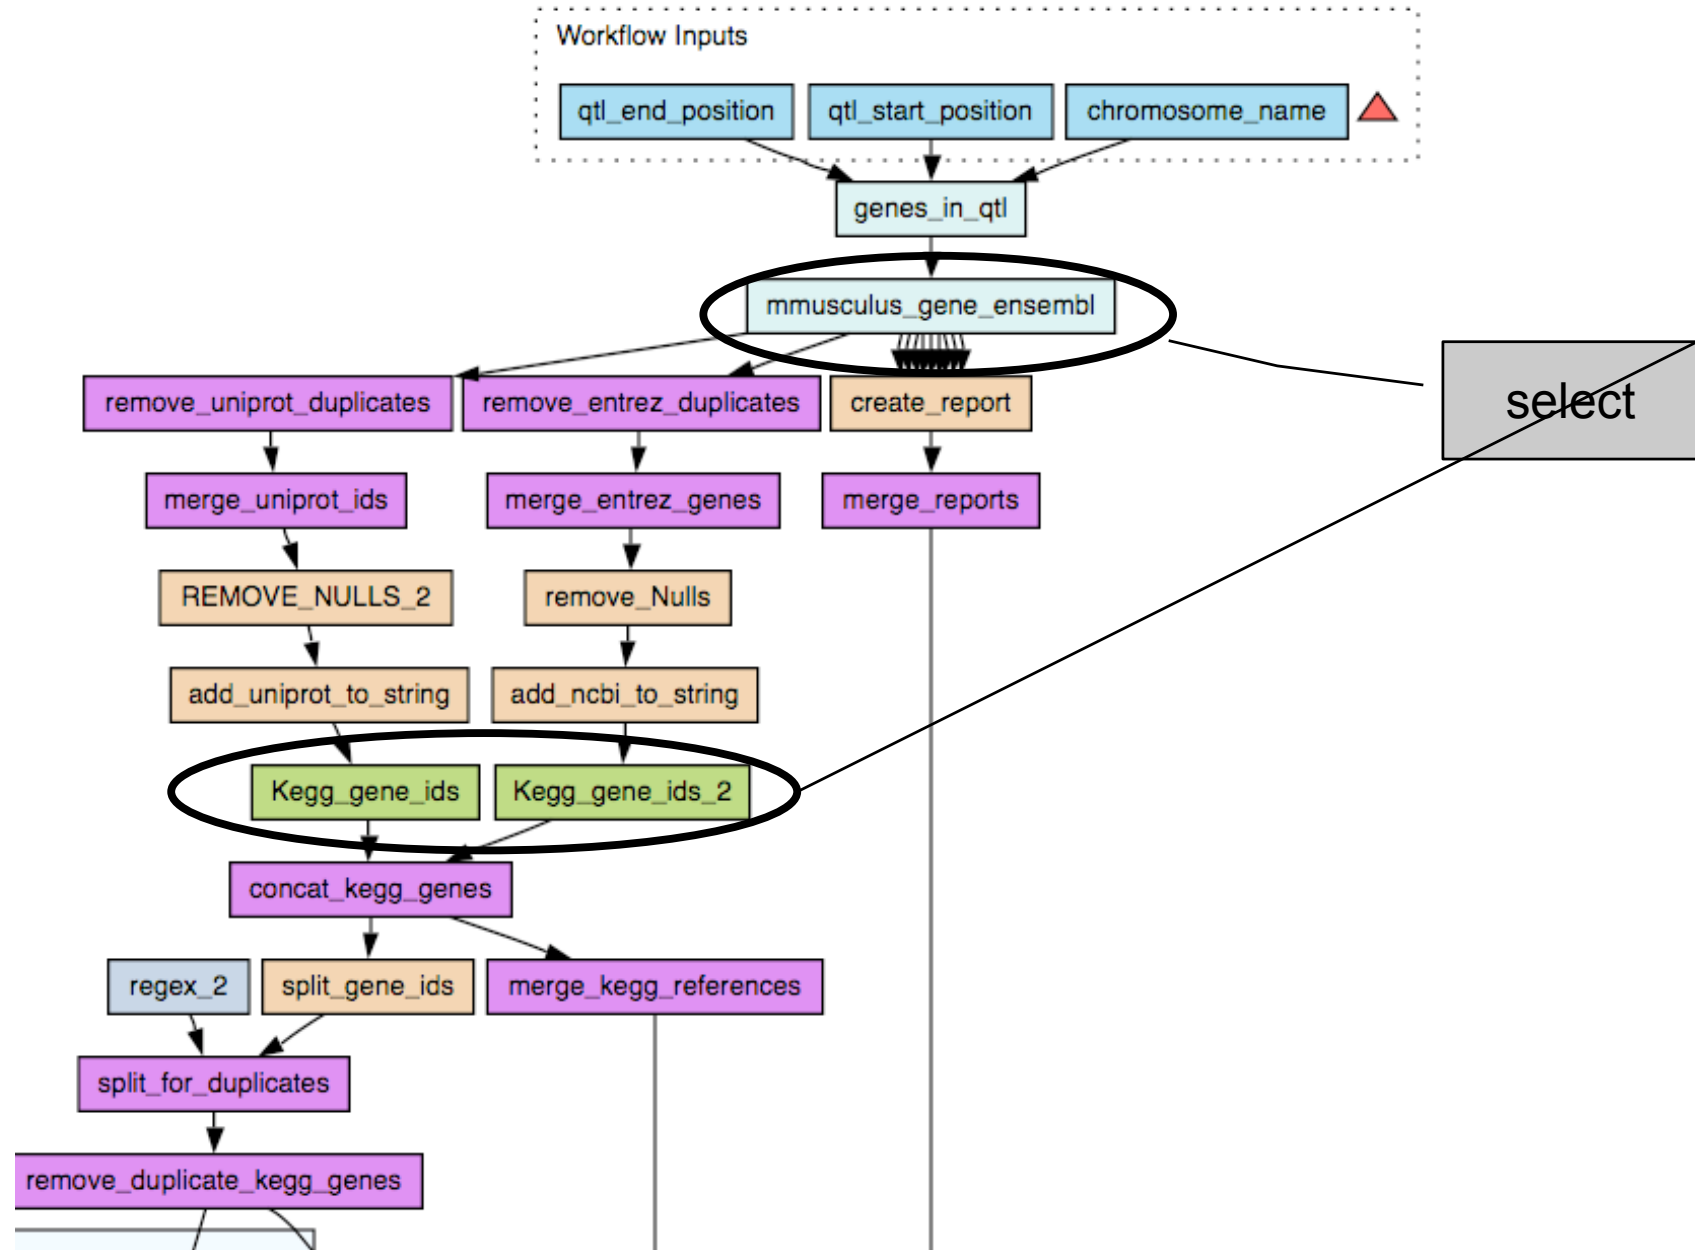 Workflow Inputs
qtl_end_position
qtl_start_position
chromosome_name
genes_in_qtl
mmusculus_gene_ensembl
select
remove_uniprot_duplicates
remove_entrez_duplicates
create_report
merge_uniprot_ids
merge_entrez_genes
merge_reports
REMOVE_NULLS_2
remove_Nulls
add_uniprot_to_string
add_ncbi_to_string
Kegg_gene_ids
Kegg_gene_ids_2
concat_kegg_genes
regex_2
split_gene_ids
merge_kegg_references
split_for_duplicates
remove_duplicate_kegg_genes